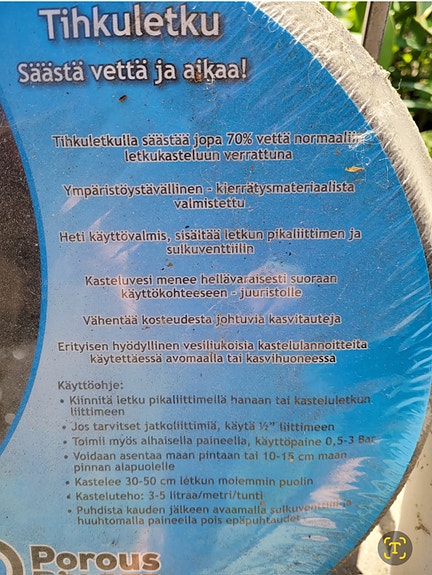 Tihkuletku
Säästä vettä ja aikaa!
Tihkuletkulla säästää jopa 70% vettä normaaliin
letkukasteluun verrattuna
Ympäristöystävällinen - kierrätysmateriaalista
valmistettu
Heti käyttövalmis, sisältää letkun pikaliittimen ja
sulkuventtiilin
Kasteluvesi menee hellävaraisesti suoraan
käyttökohteeseen - juuristolle
Vähentää kosteudesta johtuvia kasvitauteja
Erityisen hyödyllinen vesiliukoisia kastelulannoitteita
käytettäessä avomaalla tai kasvihuoneessa
Käyttöohje:
• Kiinnitä letku pikaliittimellä hanaan tai kasteluletkun
liittimeen
• Jos tarvitset jatkoliittimiä, käytä ½" liittimeen
• Toimii myös alhaisella paineella, käyttöpaine 0,5-3 Bar
• Voidaan asentaa maan pintaan tai 10-15 cm maan
pinnan alapuolelle
• Kastelee 30-50 cm letkun molemmin puolin
• Kasteluteho: 3-5 litraa/metri/tunti
• Puhdista kauden jälkeen avaamalla sulkuventtiili ja
huuhtomalla paineella pois epäpuhtaudet
Porous